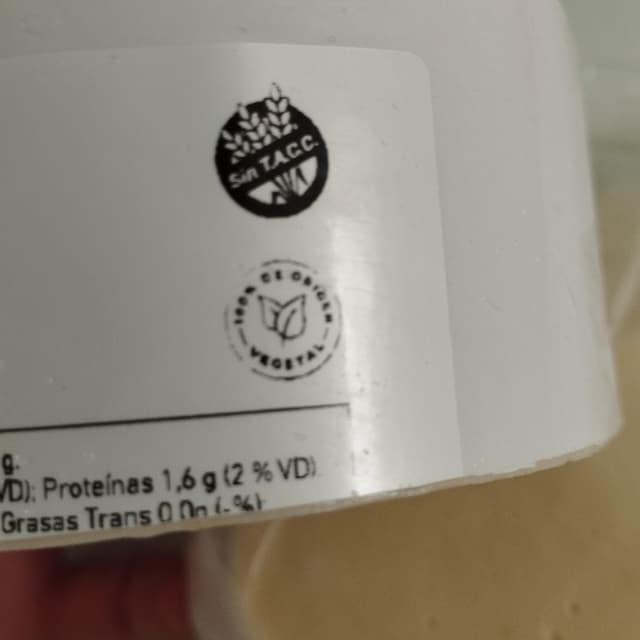 Sin T.A.C.C.
100% DE ORIGEN
VEGETAL
g.
VD); Proteínas 1,6 g (2 % VD)
Grasas Trans 0,0g (-%)